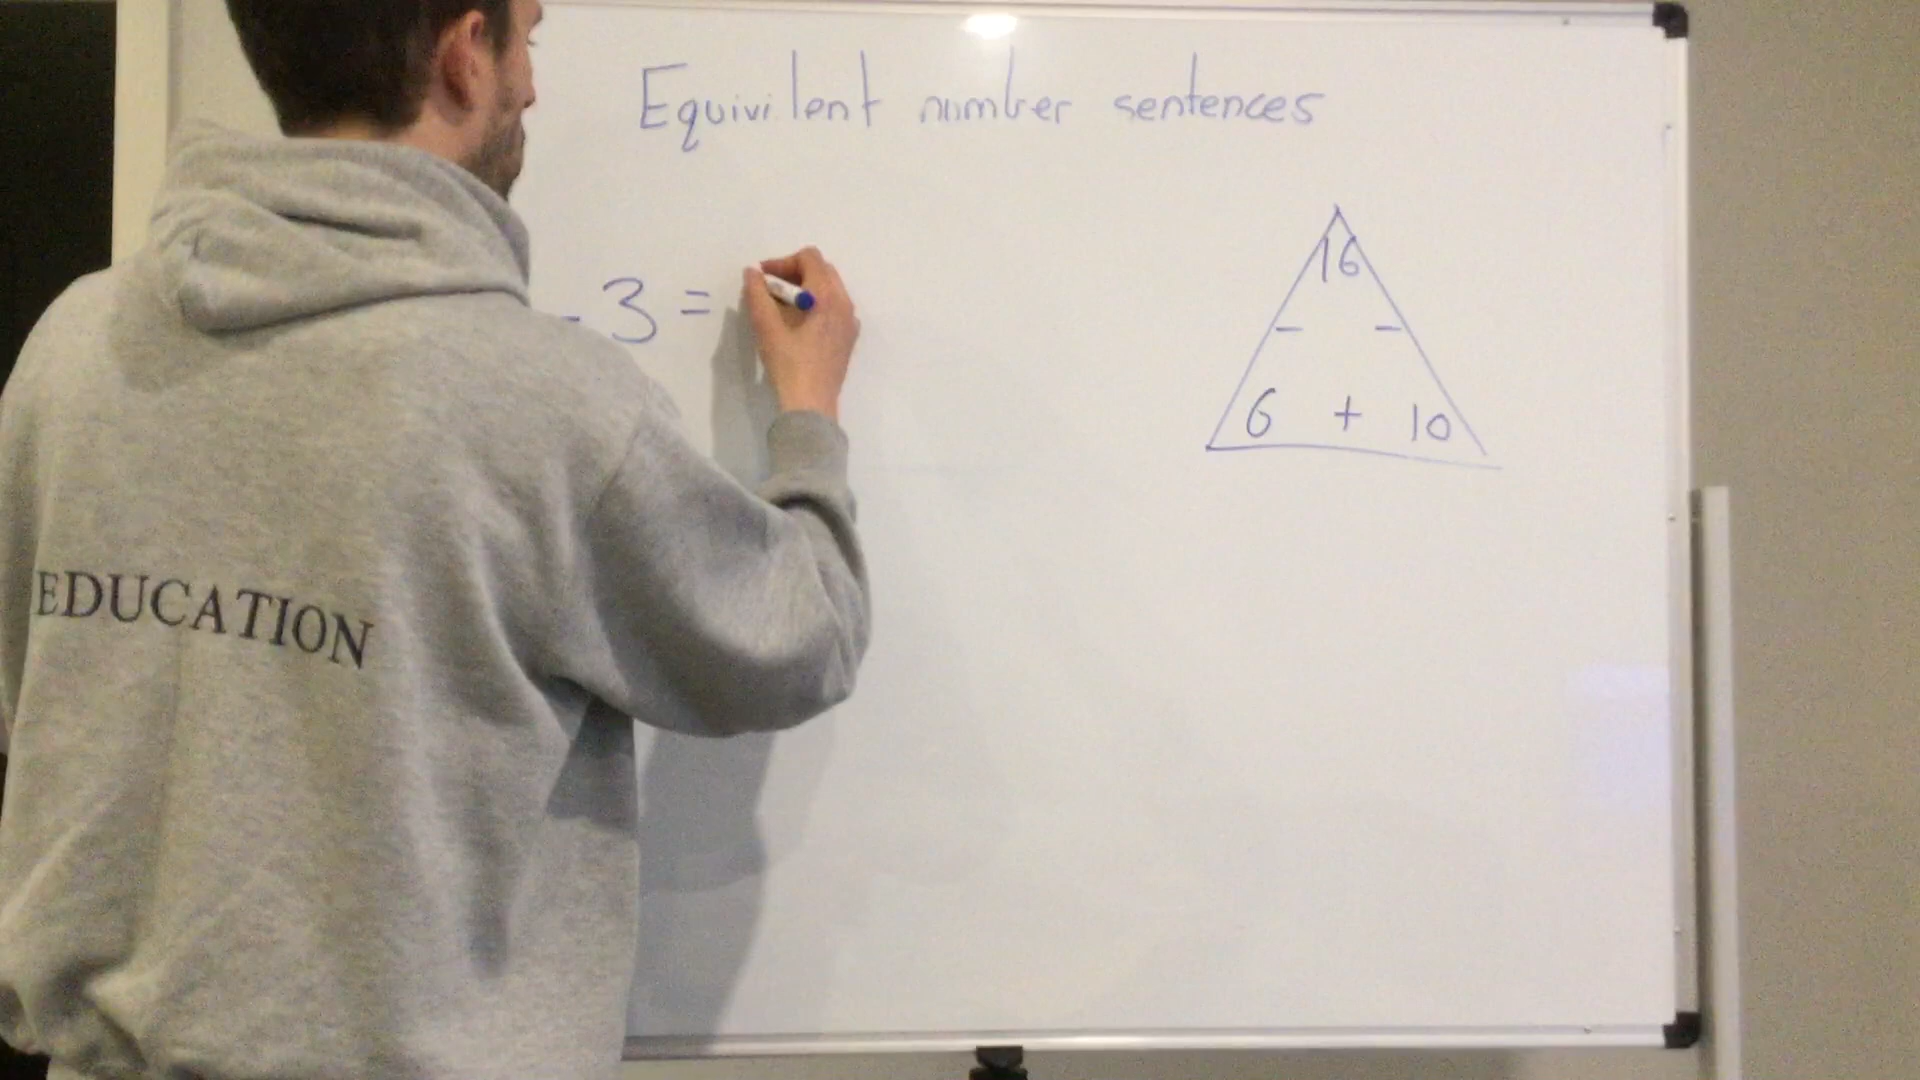 Equivilent number sentences
- 3 =
16
- -
6 + 10
EDUCATION